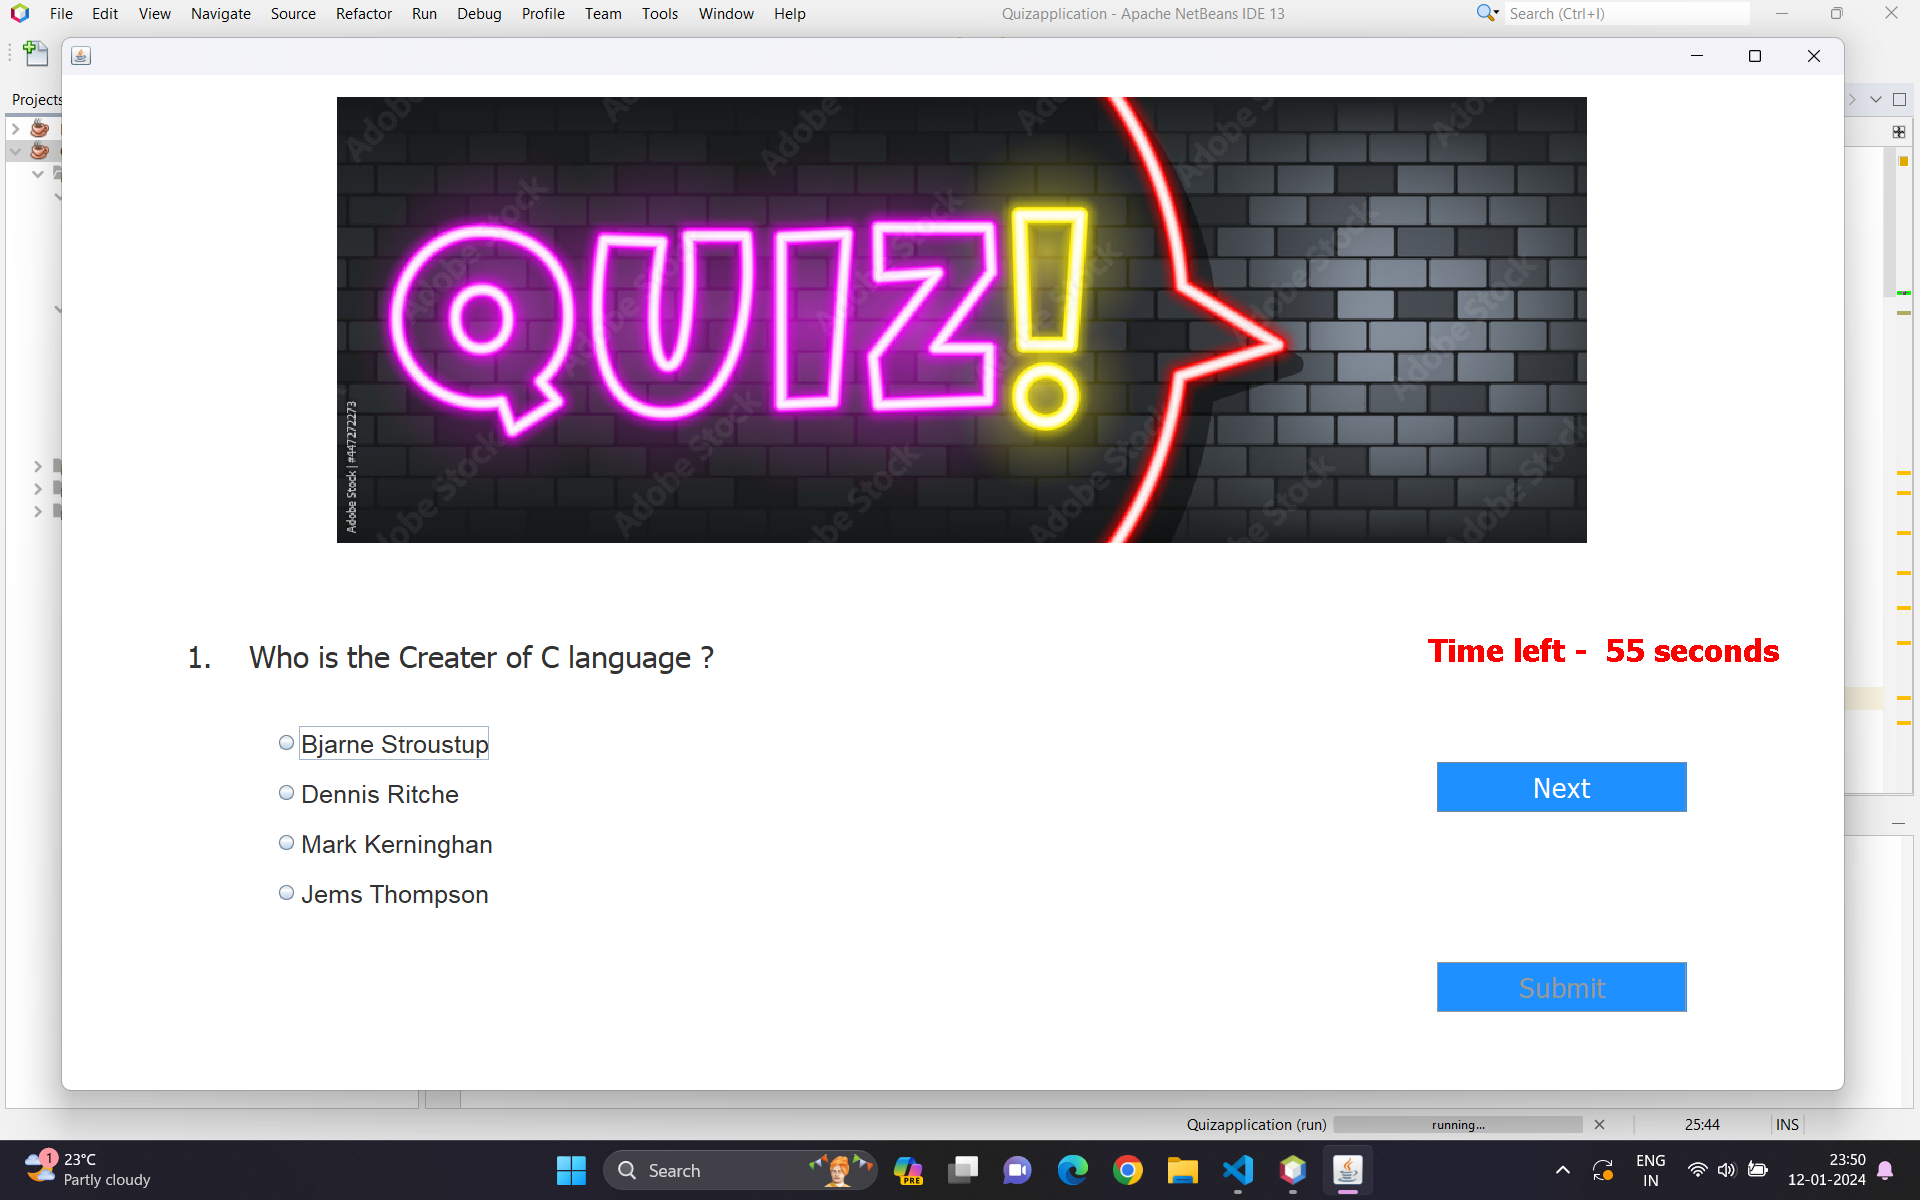 File Edit View Navigate Source Refactor Run Debug Profile Team Tools Window Help Quizapplication - Apache NetBeans IDE 13 Search (Ctrl+I)
Projects
QUIZ!
Adobe Stock | #447272273
1. Who is the Creater of C language ?
Time left - 55 seconds
Bjarne Stroustup
Dennis Ritche
Mark Kerninghan
Jems Thompson
Next
Submit
Quizapplication (run) running... 25:44 INS
1 23°C
Partly cloudy
Search
PRE
ENG
IN
23:50
12-01-2024